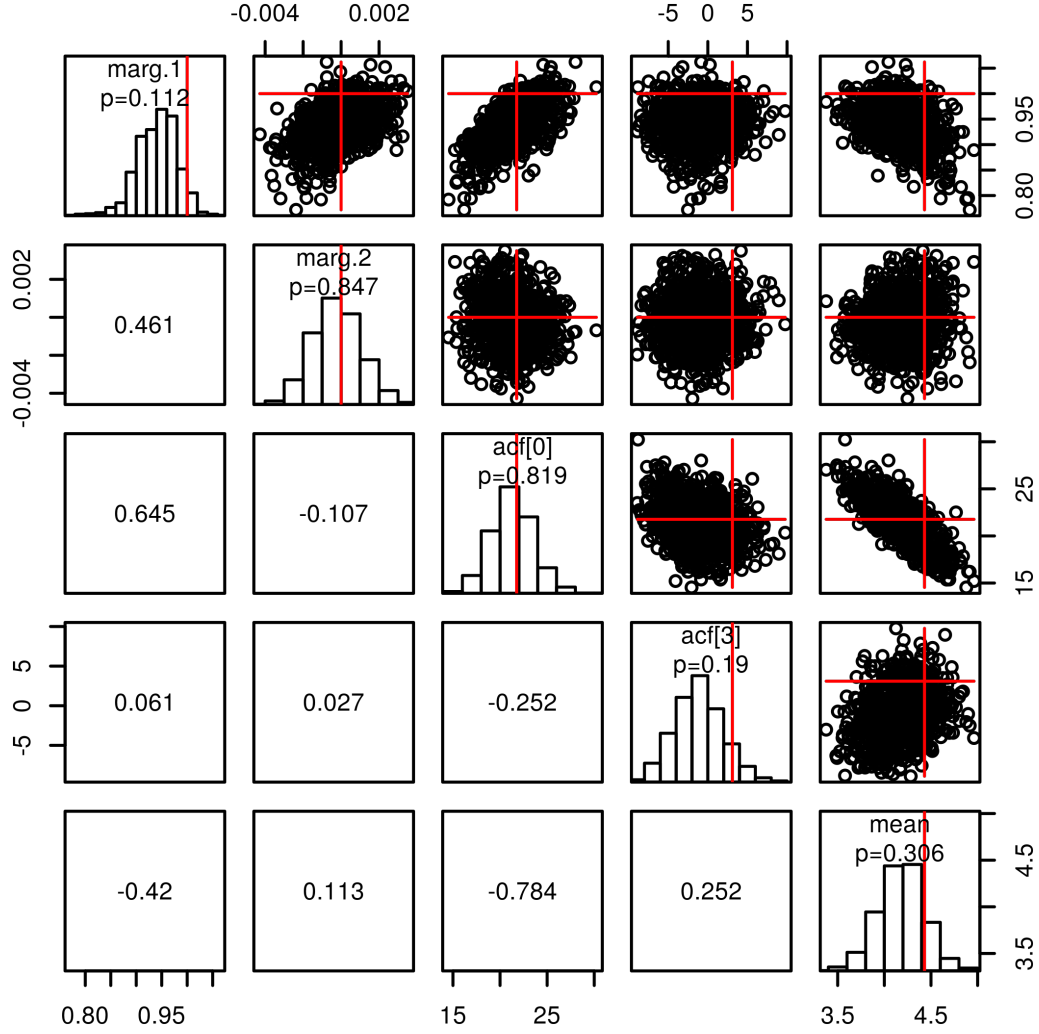 -0.004 0.002 -5 0 5
marg.1
p=0.112
0.80 0.95
-0.004 0.002
0.461
marg.2
p=0.847
0.645
-0.107
acf[0]
p=0.819
15 25
-5 0 5
0.061
0.027
-0.252
acf[3]
p=0.19
-0.42
0.113
-0.784
0.252
mean
p=0.306
3.5 4.5
0.80 0.95 15 25 3.5 4.5